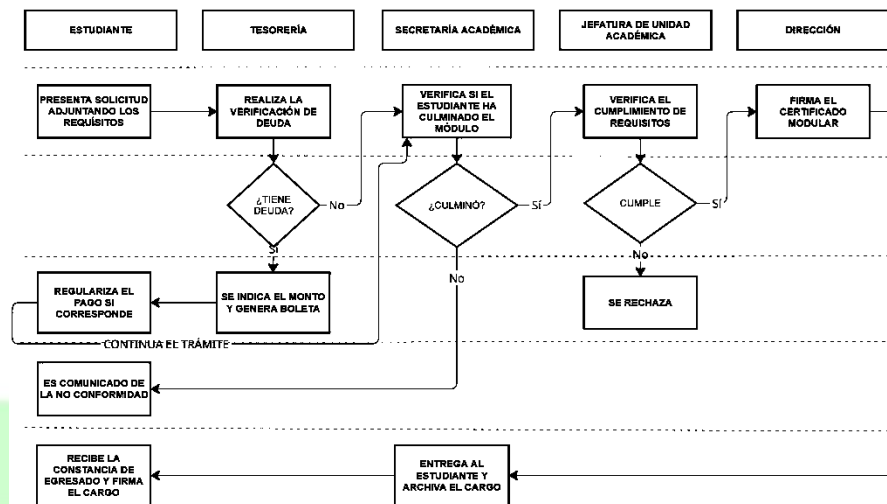 ESTUDIANTE
TESORERÍA
SECRETARÍA ACADÉMICA
JEFATURA DE UNIDAD
ACADÉMICA
DIRECCIÓN
PRESENTA SOLICITUD
ADJUNTANDO LOS
REQUÍSITOS
REALIZA LA
VERIFICACIÓN DE
DEUDA
VERIFICA SI EL
ESTUDIANTE HA
CULMINADO EL
MÓDULO
VERIFICA EL
CUMPLIMIENTO DE
REQUISITOS
FIRMA EL
CERTIFICADO
MODULAR
¿TIENE
DEUDA?
No
¿CULMINÓ?
Sí
CUMPLE
Sí
Sí
No
No
REGULARIZA EL
PAGO SI
CORRESPONDE
SE INDICA EL MONTO
Y GENERA BOLETA
SE RECHAZA
CONTINUA EL TRÁMITE
ES COMUNICADO DE
LA NO CONFORMIDAD
RECIBE LA
CONSTANCIA DE
EGRESADO Y FIRMA
EL CARGO
ENTREGA AL
ESTUDIANTE Y
ARCHIVA EL CARGO